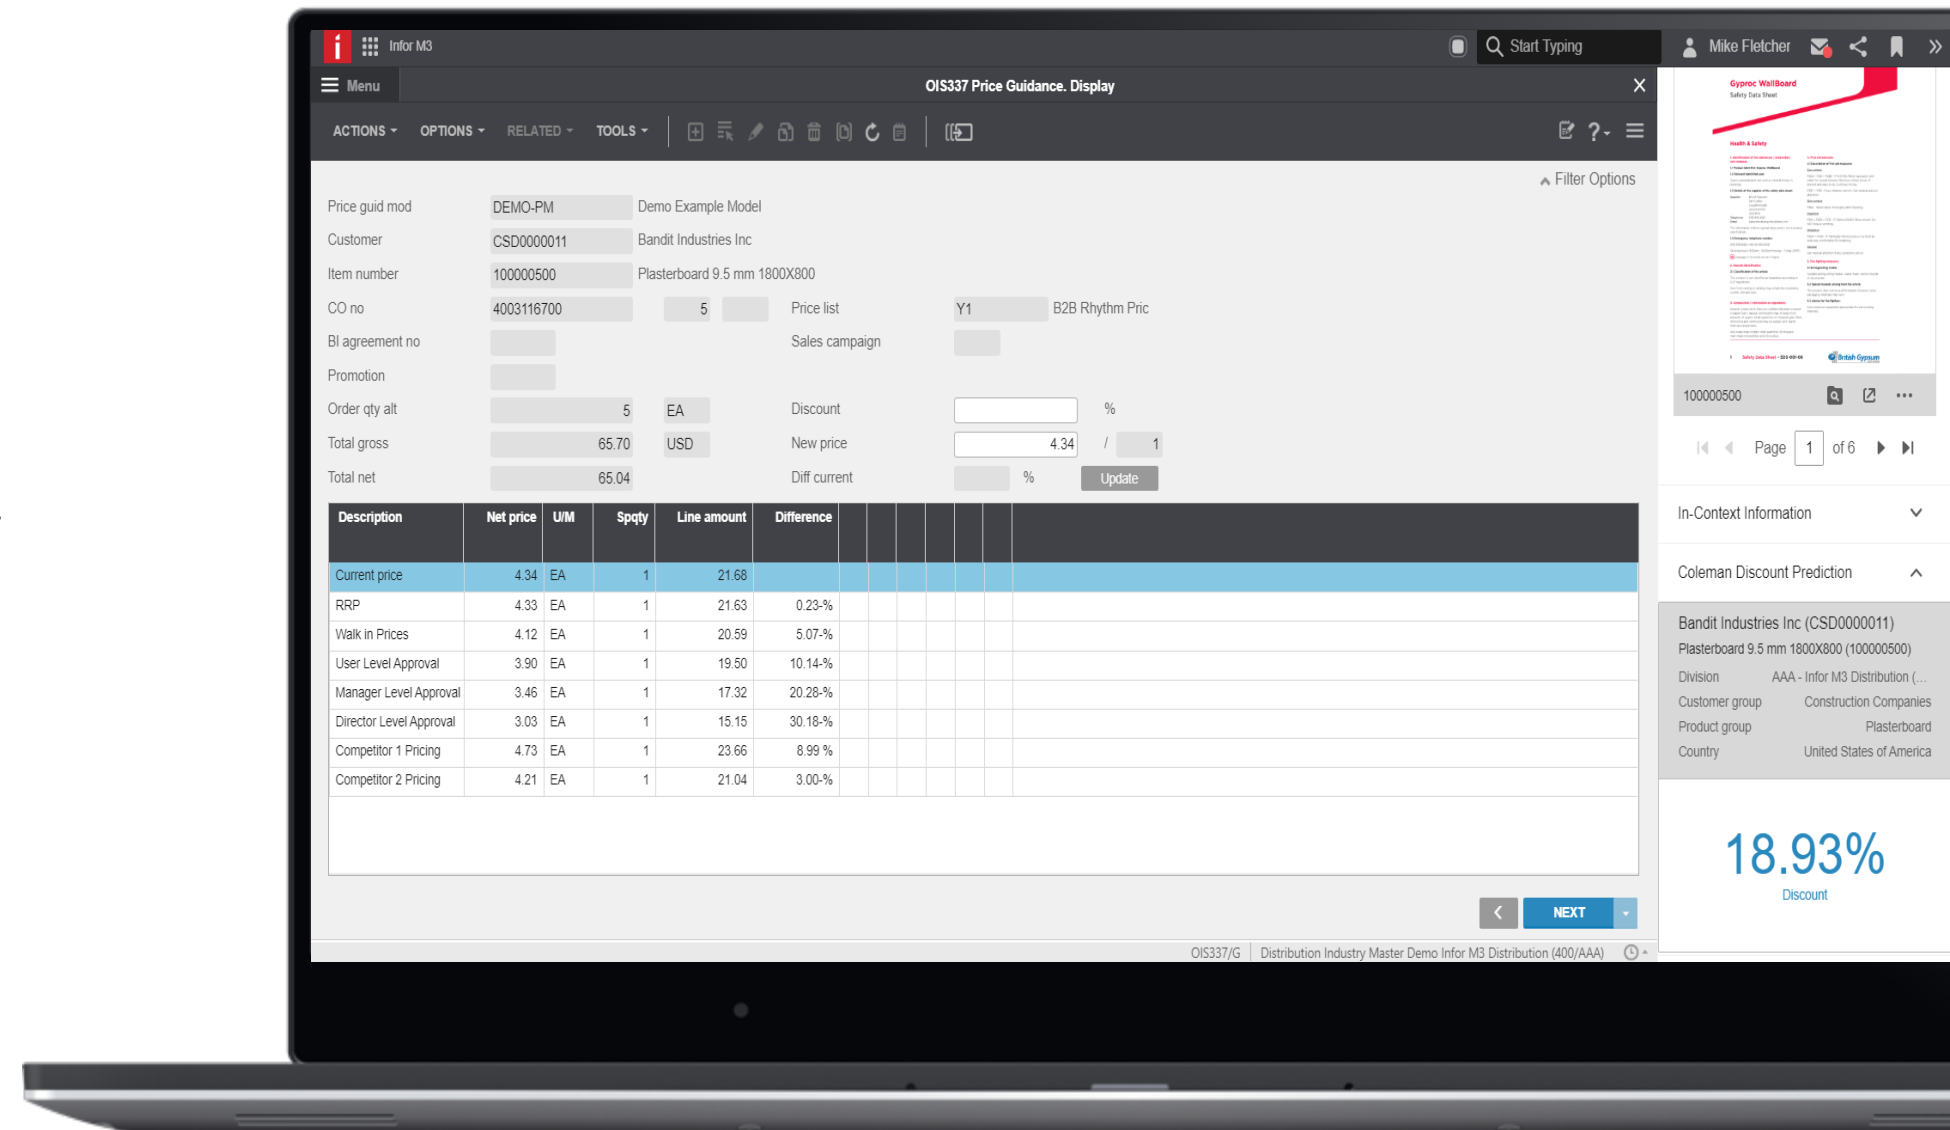 Infor M3
Start Typing
Mike Fletcher
Menu
OIS337 Price Guidance. Display
ACTIONS OPTIONS RELATED TOOLS
Filter Options
Price guid mod DEMO-PM Demo Example Model
Customer CSD0000011 Bandit Industries Inc
Item number 100000500 Plasterboard 9.5 mm 1800X800
CO no 4003116700 5 Price list Y1 B2B Rhythm Pric
Bl agreement no Sales campaign
Promotion
Order qty alt 5 EA Discount %
Total gross 65.70 USD New price 4.34 / 1
Total net 65.04 Diff current % Update
Description Net price U/M Spqty Line amount Difference
Current price 4.34 EA 1 21.68
RRP 4.33 EA 1 21.63 0.23-%
Walk in Prices 4.12 EA 1 20.59 5.07-%
User Level Approval 3.90 EA 1 19.50 10.14-%
Manager Level Approval 3.46 EA 1 17.32 20.28-%
Director Level Approval 3.03 EA 1 15.15 30.18-%
Competitor 1 Pricing 4.73 EA 1 23.66 8.99 %
Competitor 2 Pricing 4.21 EA 1 21.04 3.00-%
NEXT
OIS337/G Distribution Industry Master Demo Infor M3 Distribution (400/AAA)
Gyproc WallBoard
Safety Data Sheet
Health & Safety
British Gypsum
100000500
Page 1 of 6
In-Context Information
Coleman Discount Prediction
Bandit Industries Inc (CSD0000011)
Plasterboard 9.5 mm 1800X800 (100000500)
Division AAA - Infor M3 Distribution (...
Customer group Construction Companies
Product group Plasterboard
Country United States of America
18.93%
Discount